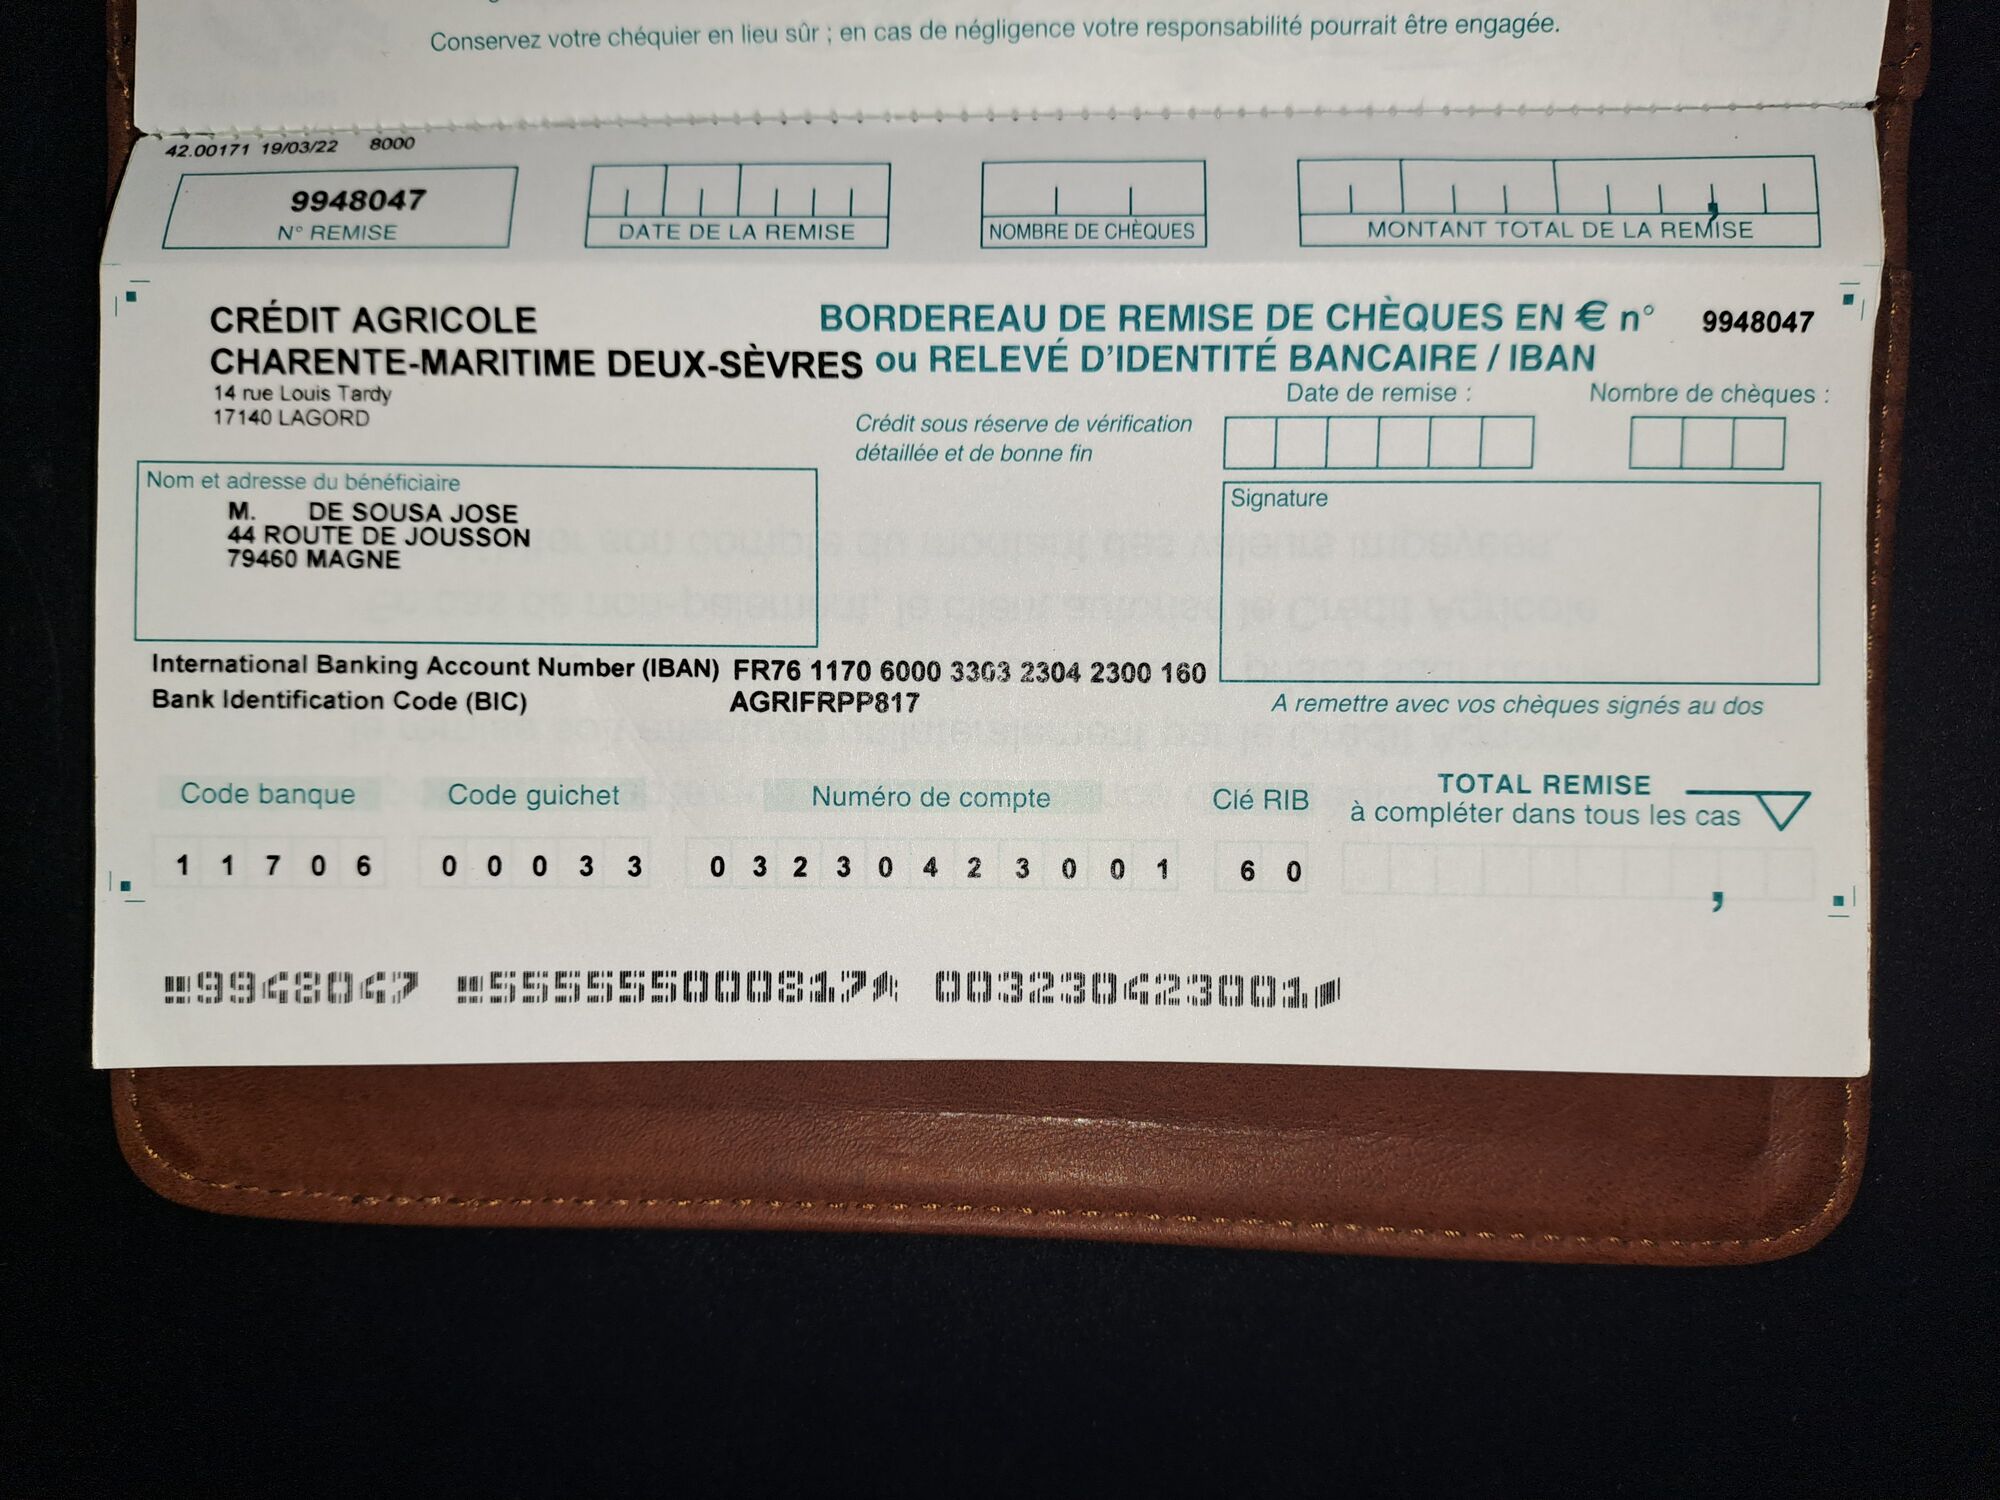 Conservez votre chéquier en lieu sûr ; en cas de négligence votre responsabilité pourrait être engagée.
42.00171 19/03/22 8000
9948047
N° REMISE
DATE DE LA REMISE
NOMBRE DE CHÈQUES
,
MONTANT TOTAL DE LA REMISE
CRÉDIT AGRICOLE
CHARENTE-MARITIME DEUX-SÈVRES
14 rue Louis Tardy
17140 LAGORD
BORDEREAU DE REMISE DE CHÈQUES EN € n° 9948047
ou RELEVÉ D'IDENTITÉ BANCAIRE / IBAN
Date de remise :
Nombre de chèques :
Crédit sous réserve de vérification
détaillée et de bonne fin
Nom et adresse du bénéficiaire
M. DE SOUSA JOSE
44 ROUTE DE JOUSSON
79460 MAGNE
Signature
International Banking Account Number (IBAN) FR76 1170 6000 3303 2304 2300 160
Bank Identification Code (BIC) AGRIFRPP817
A remettre avec vos chèques signés au dos
Code banque Code guichet Numéro de compte Clé RIB
TOTAL REMISE
à compléter dans tous les cas
1 1 7 0 6 0 0 0 3 3 0 3 2 3 0 4 2 3 0 0 1 6 0
,
9948047 555555000817 003230423001